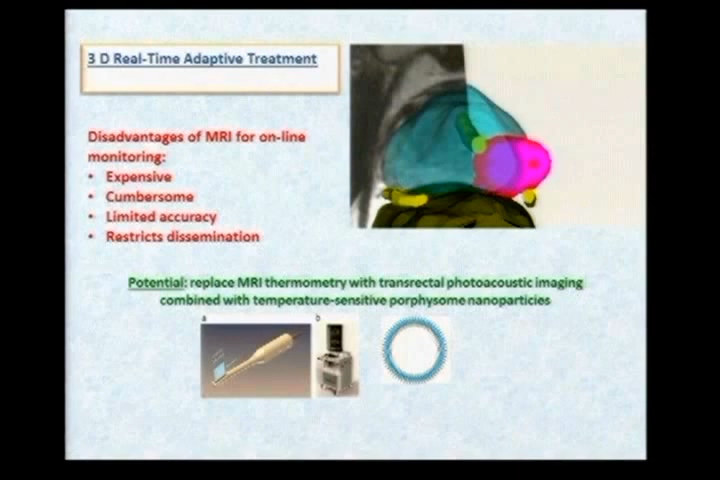 3 D Real-Time Adaptive Treatment
Disadvantages of MRI for on-line
monitoring:
• Expensive
• Cumbersome
• Limited accuracy
• Restricts dissemination
Potential: replace MRI thermometry with transrectal photoacoustic imaging
combined with temperature-sensitive porphysome nanoparticies
a b